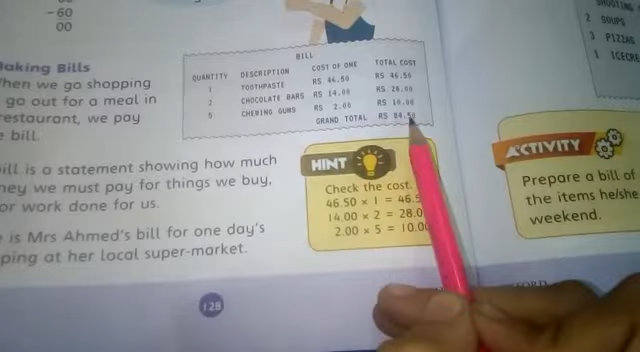 -60
00
Making Bills
When we go shopping
go out for a meal in
restaurant, we pay
bill.
bill is a statement showing how much
money we must pay for things we buy,
or work done for us.
is Mrs Ahmed's bill for one day's
at her local super-market.
BILL
QUANTITY DESCRIPTION COST OF ONE TOTAL COST
1 TOOTHPASTE RS 46.50 RS 46.50
2 CHOCOLATE BARS RS 14.00 RS 28.00
5 CHEWING GUMS RS 2.00 RS 10.00
GRAND TOTAL RS 84.50
HINT
Check the cost.
46.50 x 1 = 46.5
14.00 x 2 = 28.0
2.00 x 5 = 10.00
128
2 SOUPS
3 PIZZAS
1
ACTIVITY
Prepare a bill of
the items he/she
weekend.